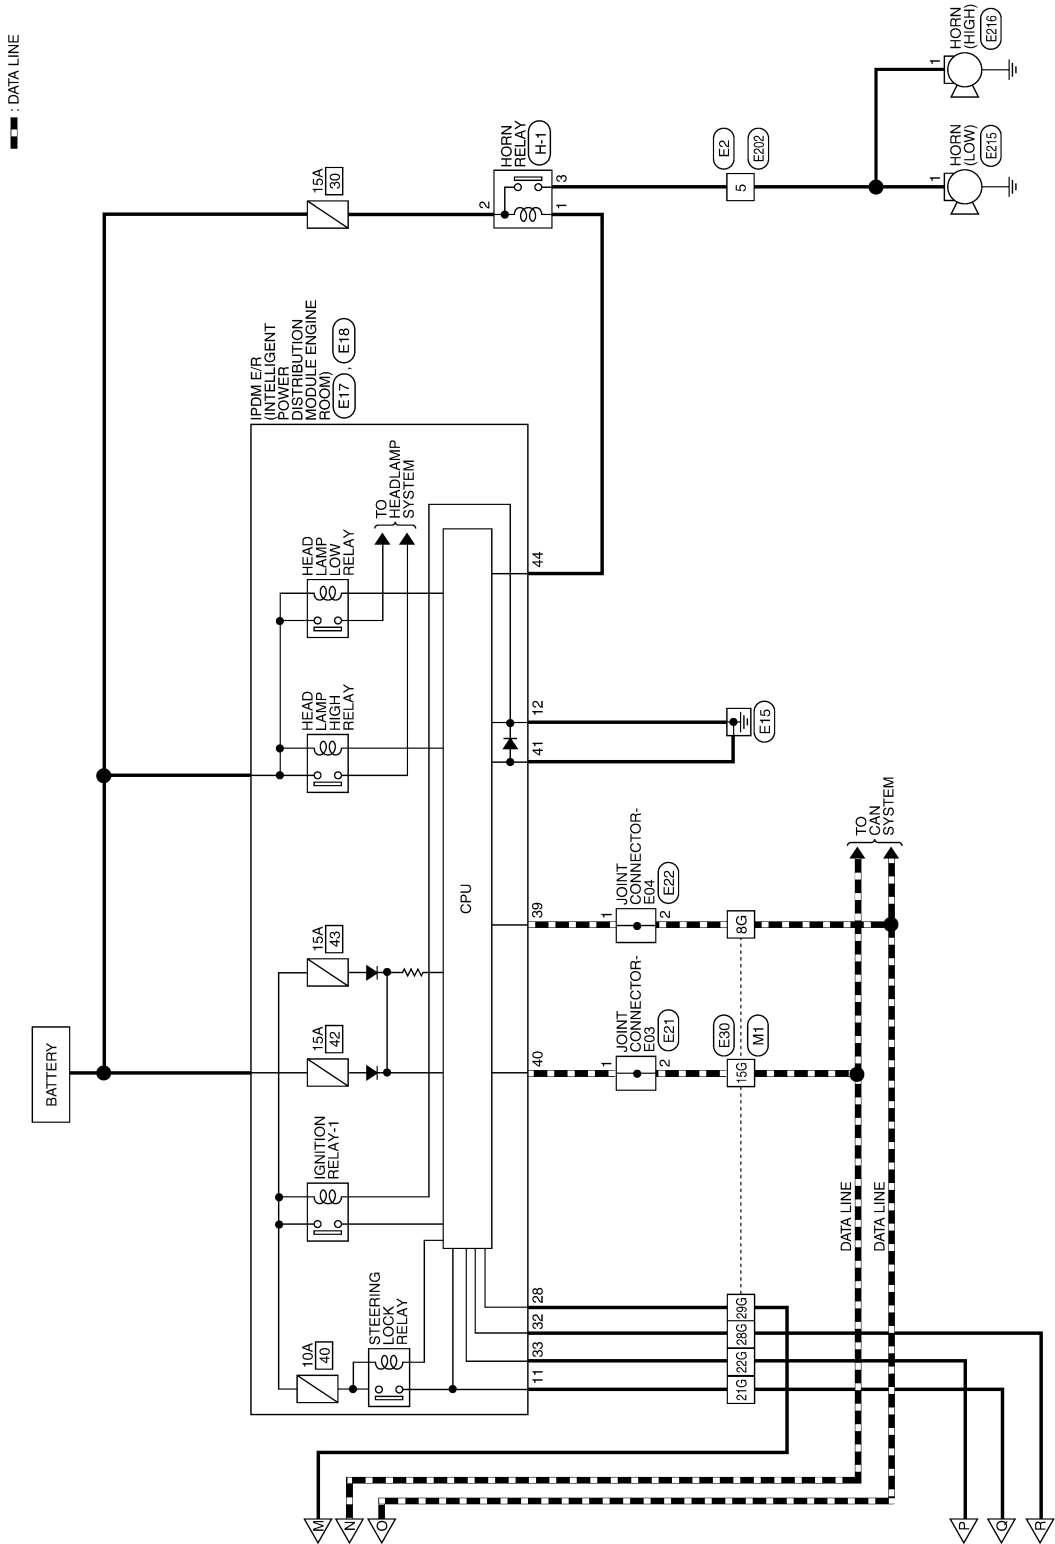 : DATA LINE
BATTERY
15A
30
HORN
RELAY
H-1
2
3
1
E2
E202
5
1
HORN
(HIGH)
E216
1
HORN
(LOW)
E215
IPDM E/R
(INTELLIGENT
POWER
DISTRIBUTION
MODULE ENGINE
ROOM)
E17 , E18
10A
40
STEERING
LOCK
RELAY
IGNITION
RELAY-1
15A
42
15A
43
HEAD
LAMP
HIGH
RELAY
HEAD
LAMP
LOW
RELAY
TO
HEADLAMP
SYSTEM
CPU
11
33
32
28
40
39
41
12
44
1
JOINT
CONNECTOR-
E03
E21
2
1
JOINT
CONNECTOR-
E04
E22
2
E15
21G
22G
28G
29G
15G
8G
E30
M1
DATA LINE
DATA LINE
TO
CAN
SYSTEM
M
N
O
P
Q
R